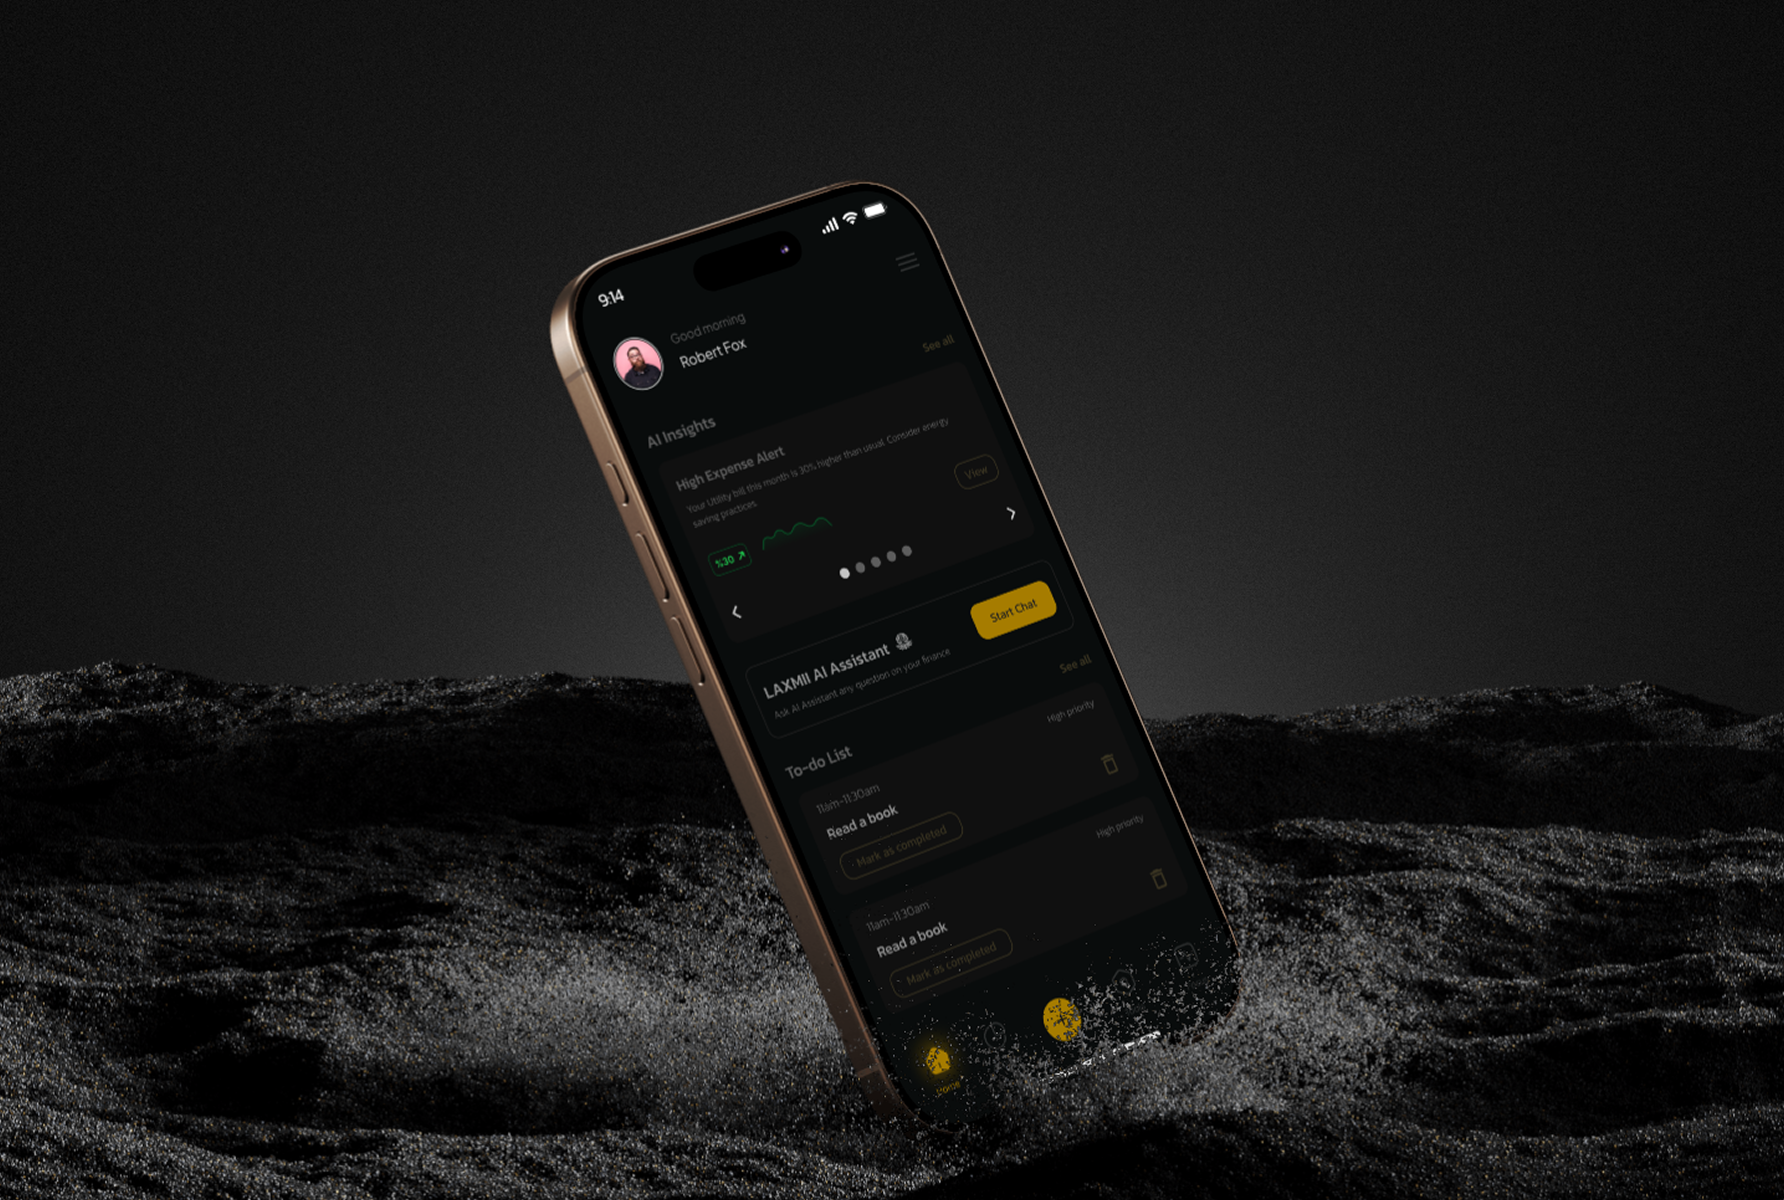 9:14
Good morning
Robert Fox
AI Insights
See all
High Expense Alert
Your Utility bill this month is 30% higher than usual. Consider energy
saving practices.
View
%30
LAXMII AI Assistant
Ask AI Assistant any question on your finance
Start Chat
To-do List
See all
11am-11:30am
High priority
Read a book
Mark as completed
11am-11:30am
High priority
Read a book
Mark as completed
Home